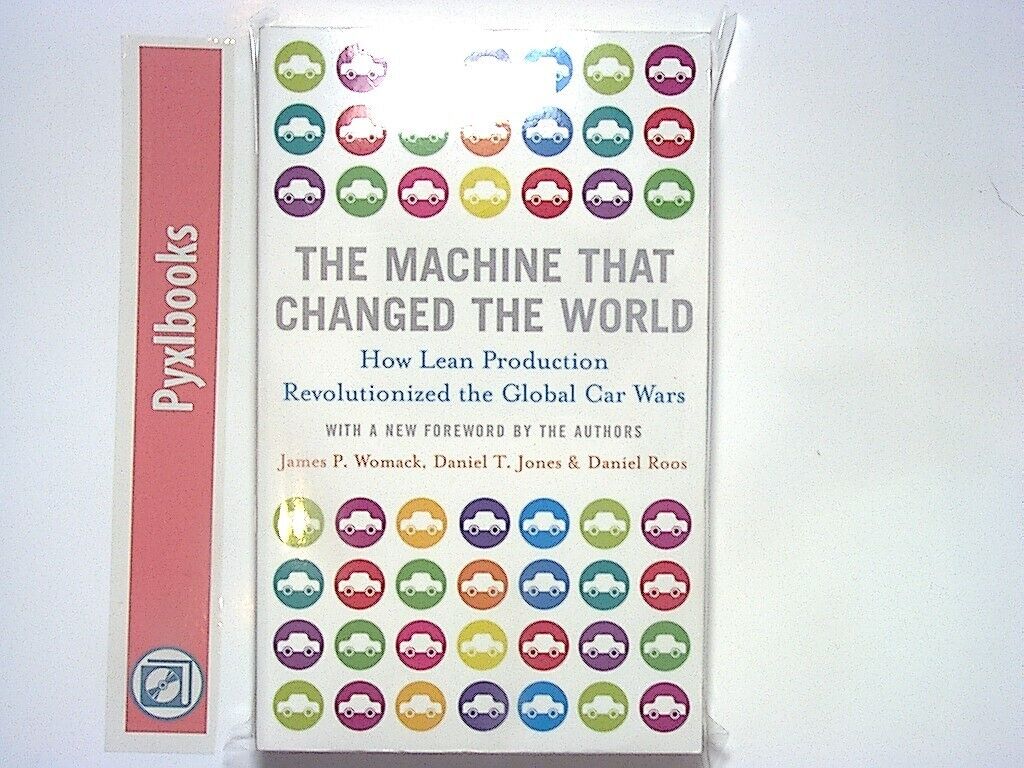 Pyxlbooks
THE MACHINE THAT
CHANGED THE WORLD
How Lean Production
Revolutionized the Global Car Wars
WITH A NEW FOREWORD BY THE AUTHORS
James P. Womack, Daniel T. Jones & Daniel Roos